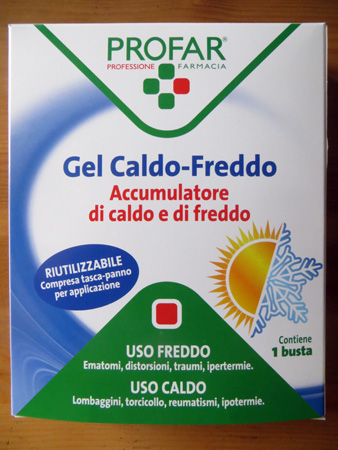 PROFAR®
PROFESSIONE FARMACIA
Gel Caldo-Freddo
Accumulatore
di caldo e di freddo
RIUTILIZZABILE
Compresa tasca-panno
per applicazione
Contiene
1 busta
USO FREDDO
Ematomi, distorsioni, traumi, ipertermie.
USO CALDO
Lombaggini, torcicollo, reumatismi, ipotermie.